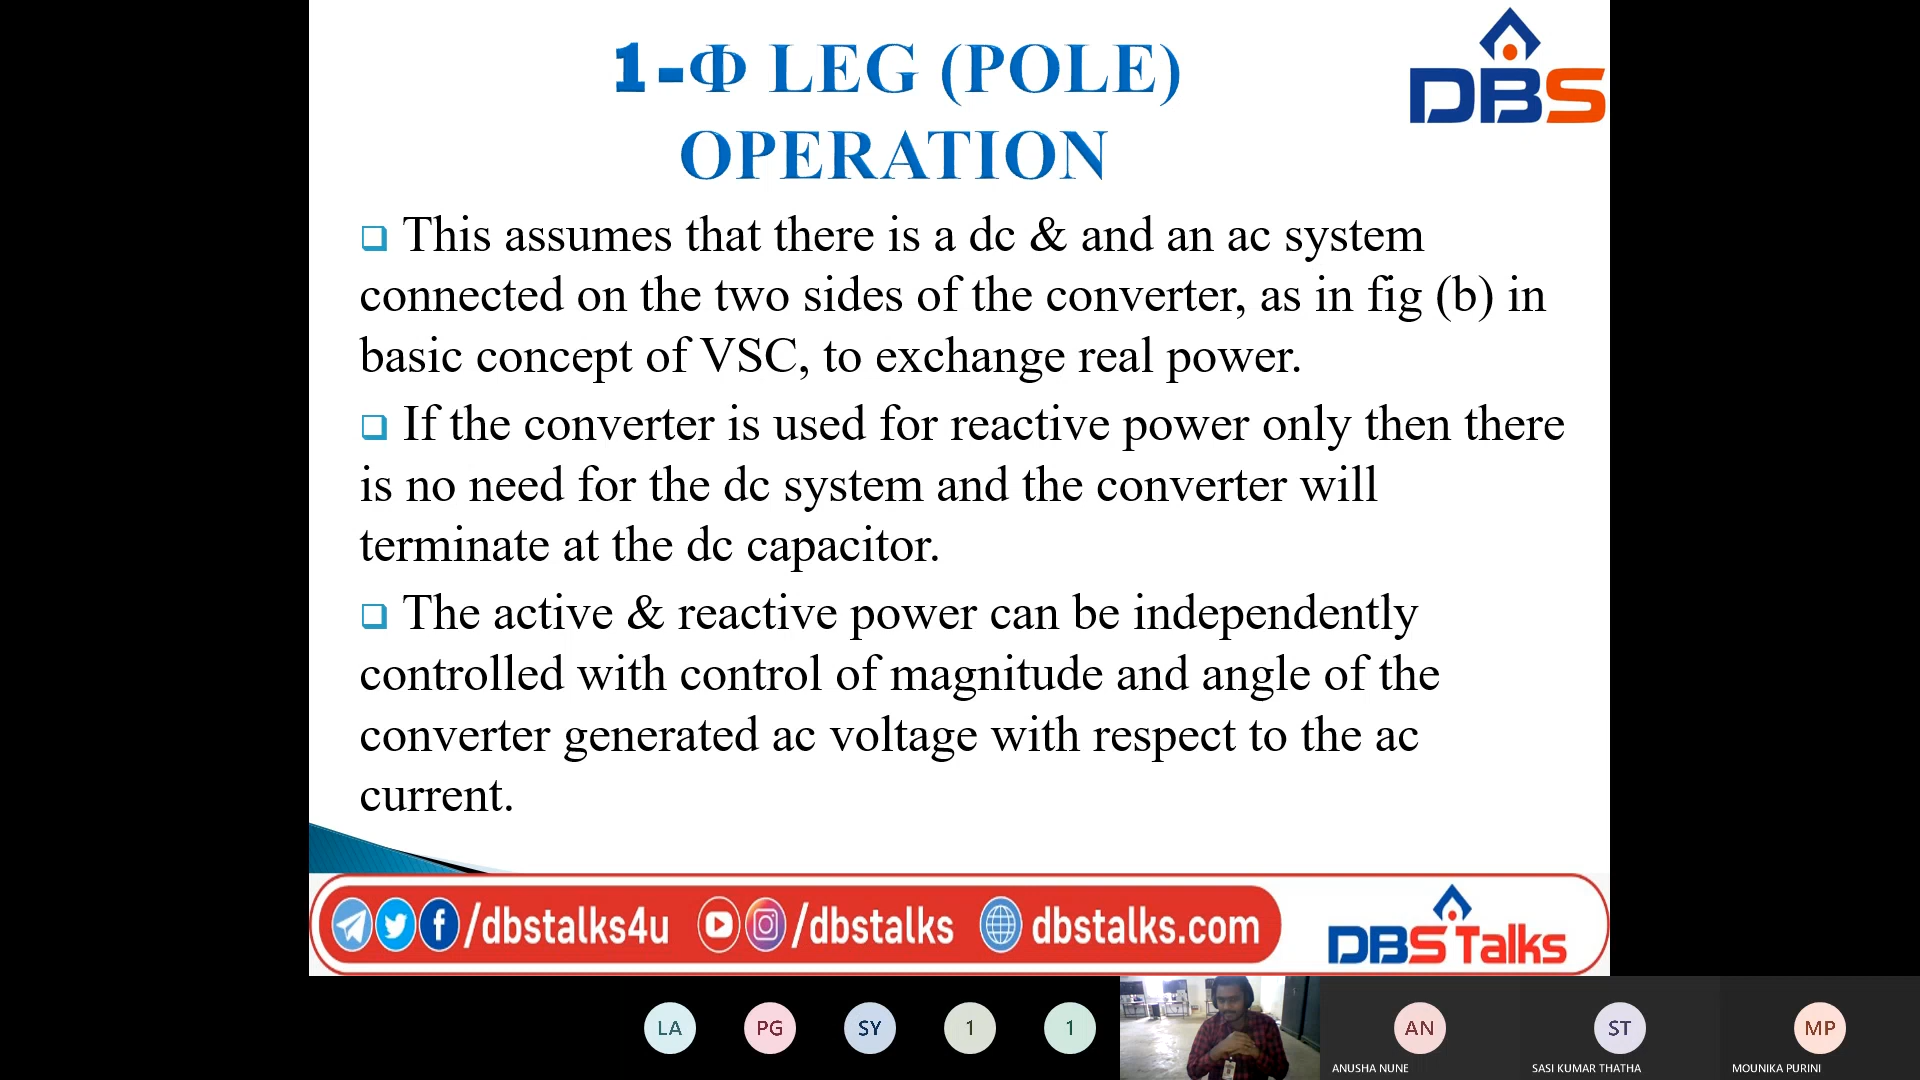 1-Φ LEG (POLE)
OPERATION
DBS
❑ This assumes that there is a dc & and an ac system
connected on the two sides of the converter, as in fig (b) in
basic concept of VSC, to exchange real power.
❑ If the converter is used for reactive power only then there
is no need for the dc system and the converter will
terminate at the dc capacitor.
❑ The active & reactive power can be independently
controlled with control of magnitude and angle of the
converter generated ac voltage with respect to the ac
current.
/dbstalks4u /dbstalks dbstalks.com
DBS Talks
LA PG SY 1 1 AN ST MP
ANUSHA NUNE SASI KUMAR THATHA MOUNIKA PURINI